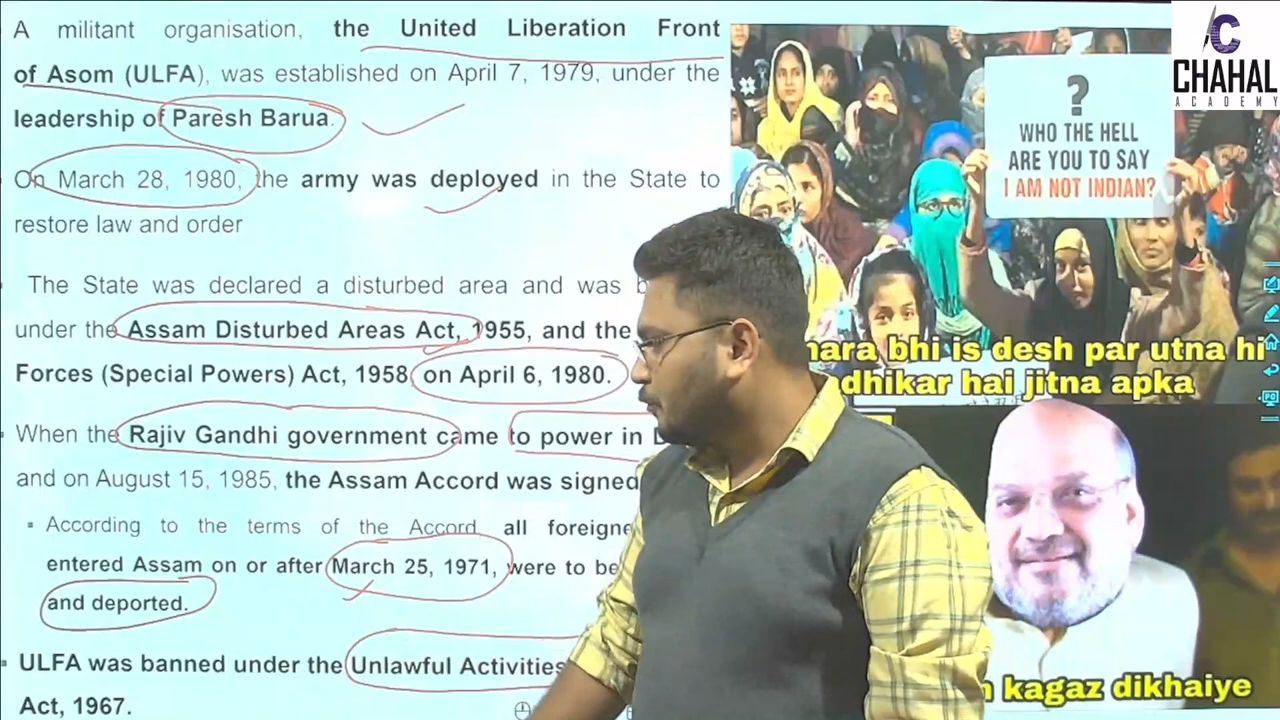 A militant organisation, the United Liberation Front
of Asom (ULFA), was established on April 7, 1979, under the
leadership of Paresh Barua.
On March 28, 1980, the army was deployed in the State to
restore law and order
The State was declared a disturbed area and was
under the Assam Disturbed Areas Act, 1955, and the
Forces (Special Powers) Act, 1958 on April 6, 1980.
When the Rajiv Gandhi government came to power in
and on August 15, 1985, the Assam Accord was signed
According to the terms of the Accord, all
entered Assam on or after March 25, 1971, were to be
and deported.
ULFA was banned under the Unlawful Activities
Act, 1967.
C
CHAHAL
ACADEMY
?
WHO THE HELL
ARE YOU TO SAY
I AM NOT INDIAN?
bhi is desh par utna hi
hai jitna apka
kagaz dikhaiye